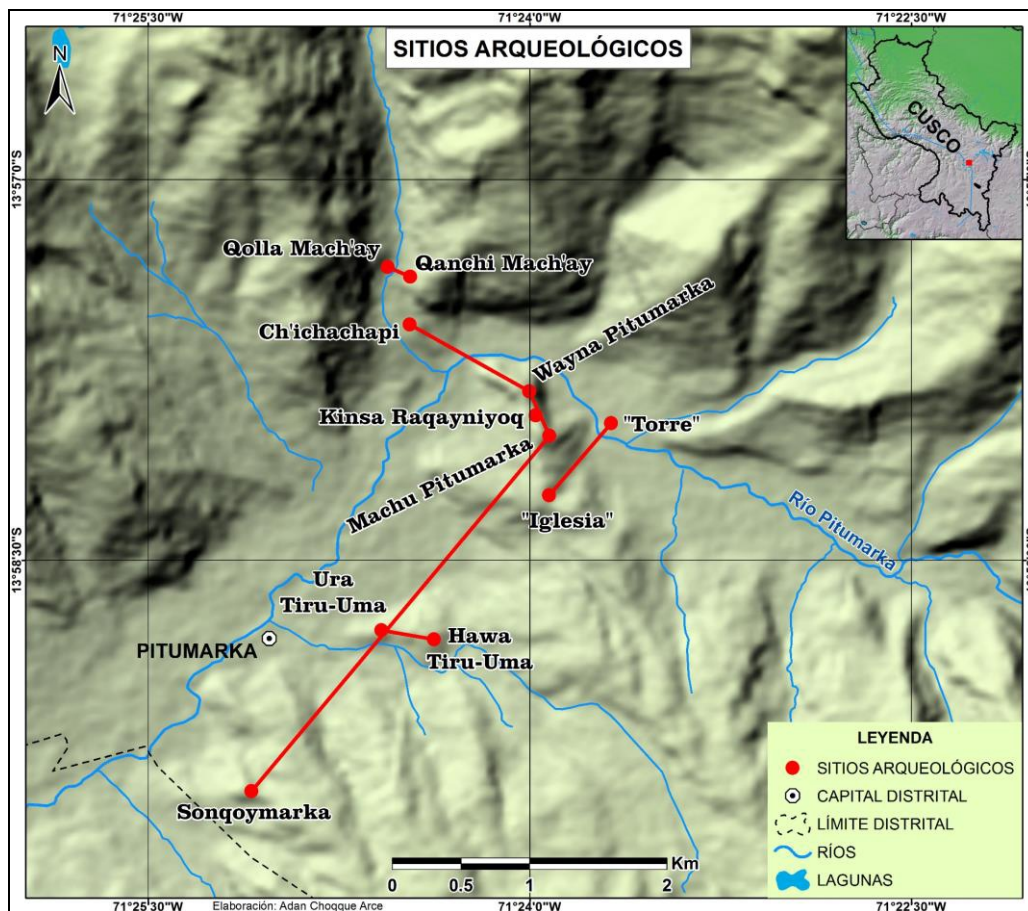 71°25'30"W
71°24'0"W
71°22'30"W
SITIOS ARQUEOLÓGICOS
N
CUSCO
13°57'0"S
Qolla Mach'ay
Qanchi Mach'ay
Ch'ichachapi
Wayna Pitumarka
Kinsa Raqayniyoq
"Torre"
Machu Pitumarka
"Iglesia"
Río Pitumarka
13°58'30"S
Ura
Tiru-Uma
PITUMARKA
Hawa
Tiru-Uma
Sonqoymarka
LEYENDA
SITIOS ARQUEOLÓGICOS
CAPITAL DISTRITAL
LÍMITE DISTRITAL
RÍOS
LAGUNAS
Km
0 0.5 1 2
71°25'30"W
Elaboración: Adan Choqque Arce
71°24'0"W
71°22'30"W